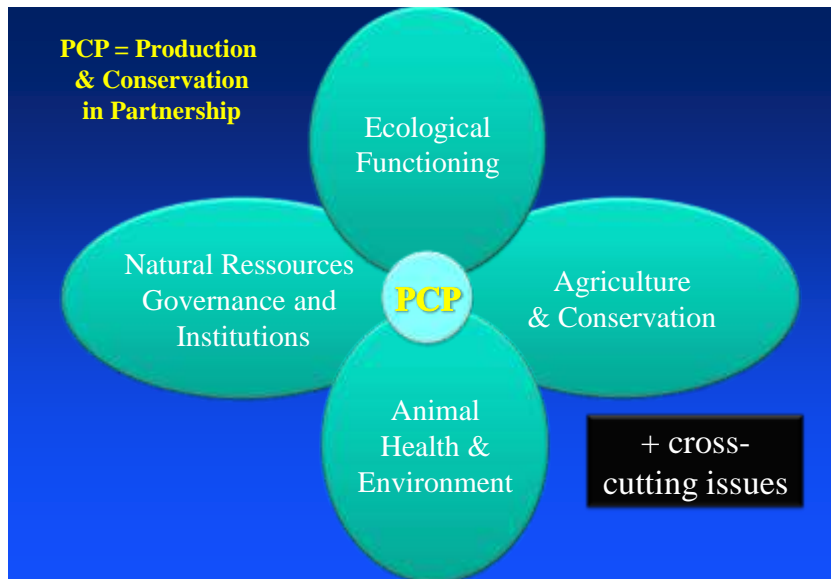 PCP = Production
& Conservation
in Partnership
Ecological
Functioning
Natural Ressources
Governance and
Institutions
PCP
Agriculture
& Conservation
Animal
Health &
Environment
+ cross-
cutting issues